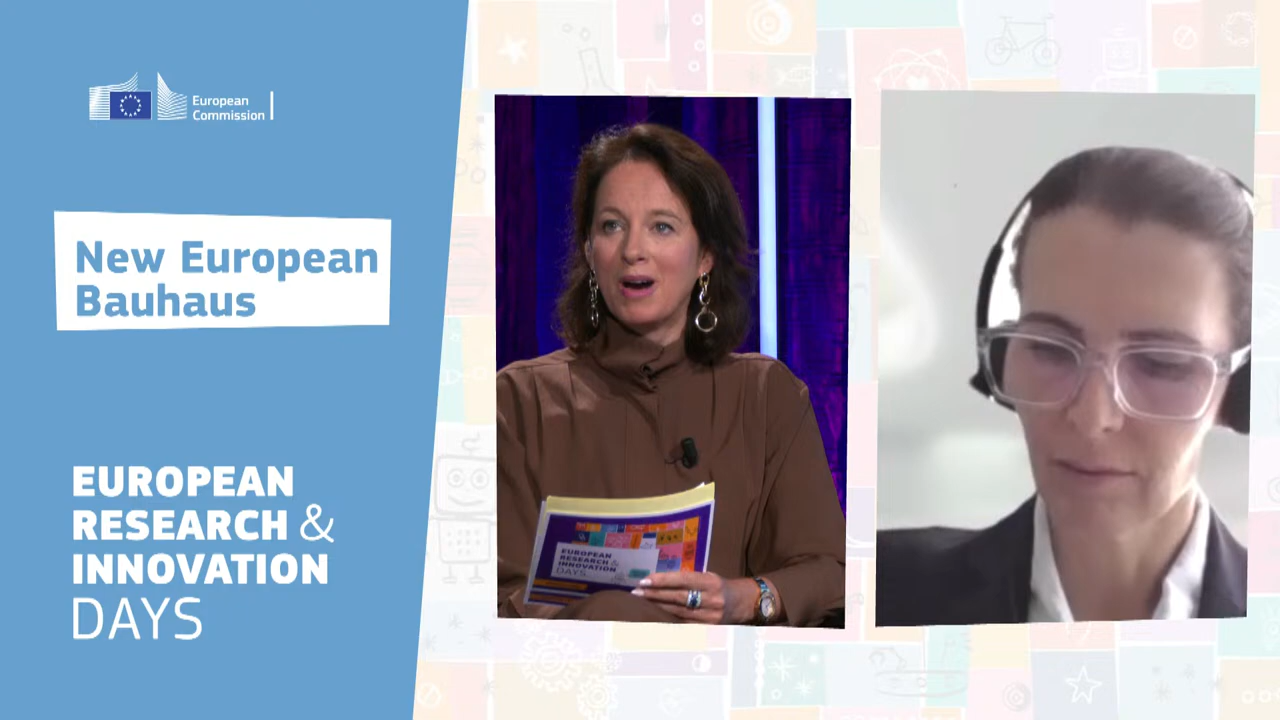 European
Commission
New European
Bauhaus
EUROPEAN
RESEARCH &
INNOVATION
DAYS
EUROPEAN
RESEARCH &
INNOVATION
DAYS